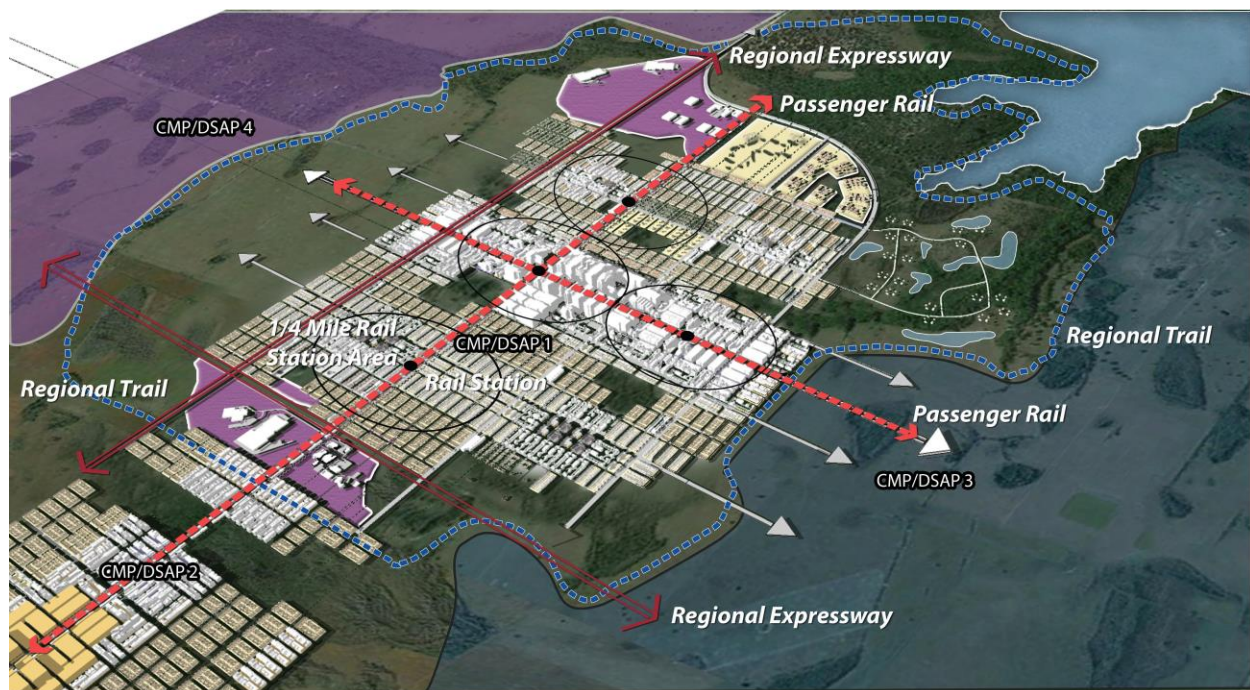 Regional Expressway
Passenger Rail
CMP/DSAP 4
1/4 Mile Rail
Station Area
CMP/DSAP 1
Rail Station
Regional Trail
Regional Trail
Passenger Rail
CMP/DSAP 3
CMP/DSAP 2
Regional Expressway